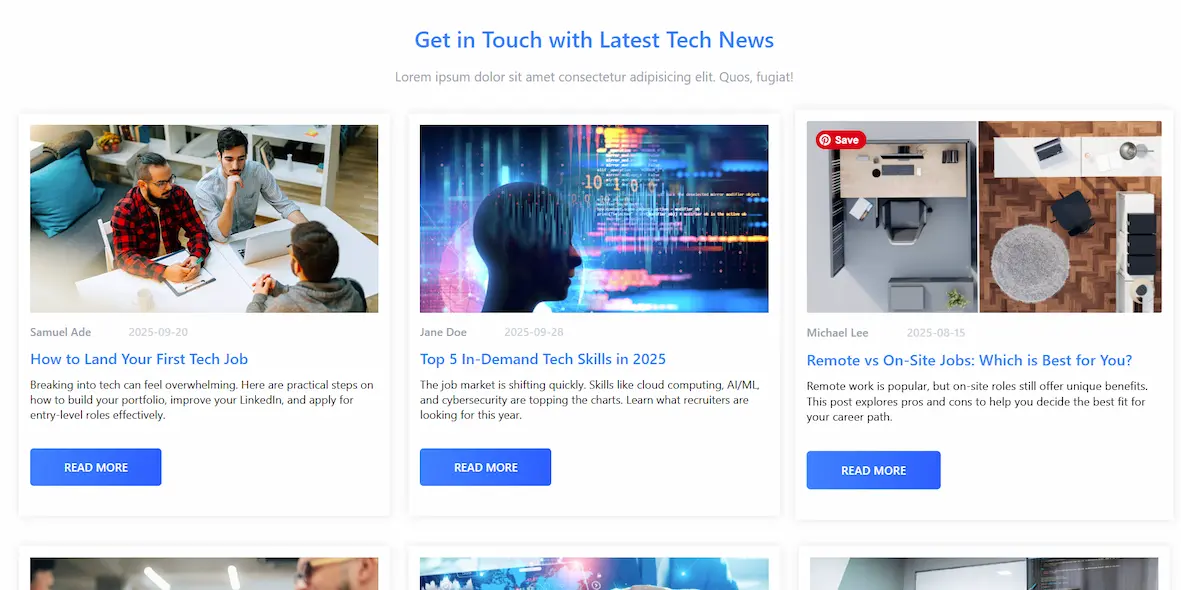 Get in Touch with Latest Tech News
Lorem ipsum dolor sit amet consectetur adipisicing elit. Quos, fugiat!
Samuel Ade 2025-09-20
How to Land Your First Tech Job
Breaking into tech can feel overwhelming. Here are practical steps on
how to build your portfolio, improve your LinkedIn, and apply for
entry-level roles effectively.
READ MORE
Jane Doe 2025-09-28
Top 5 In-Demand Tech Skills in 2025
The job market is shifting quickly. Skills like cloud computing, AI/ML,
and cybersecurity are topping the charts. Learn what recruiters are
looking for this year.
READ MORE
Save
Michael Lee 2025-08-15
Remote vs On-Site Jobs: Which is Best for You?
Remote work is popular, but on-site roles still offer unique benefits.
This post explores pros and cons to help you decide the best fit for
your career path.
READ MORE